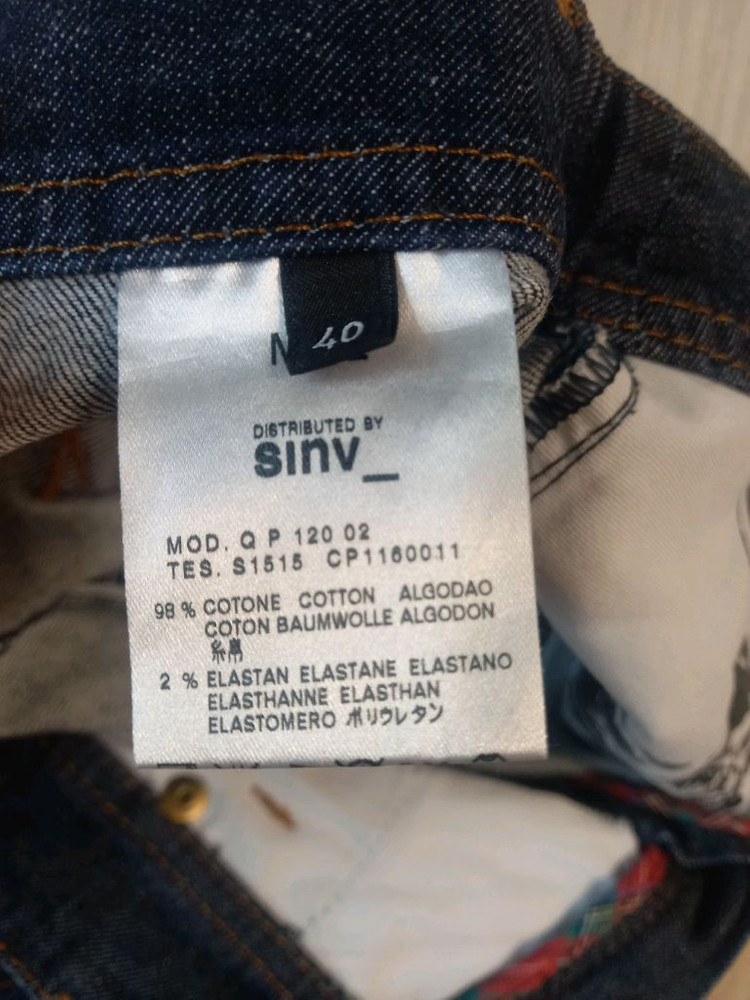 40
DISTRIBUTED BY
sinv_
MOD. Q P 120 02
TES. S1515 CP1160011
98 % COTONE COTTON ALGODAO
COTON BAUMWOLLE ALGODON
2 % ELASTAN ELASTANE ELASTANO
ELASTHANNE ELASTHAN
ELASTOMERO ポリウレタン